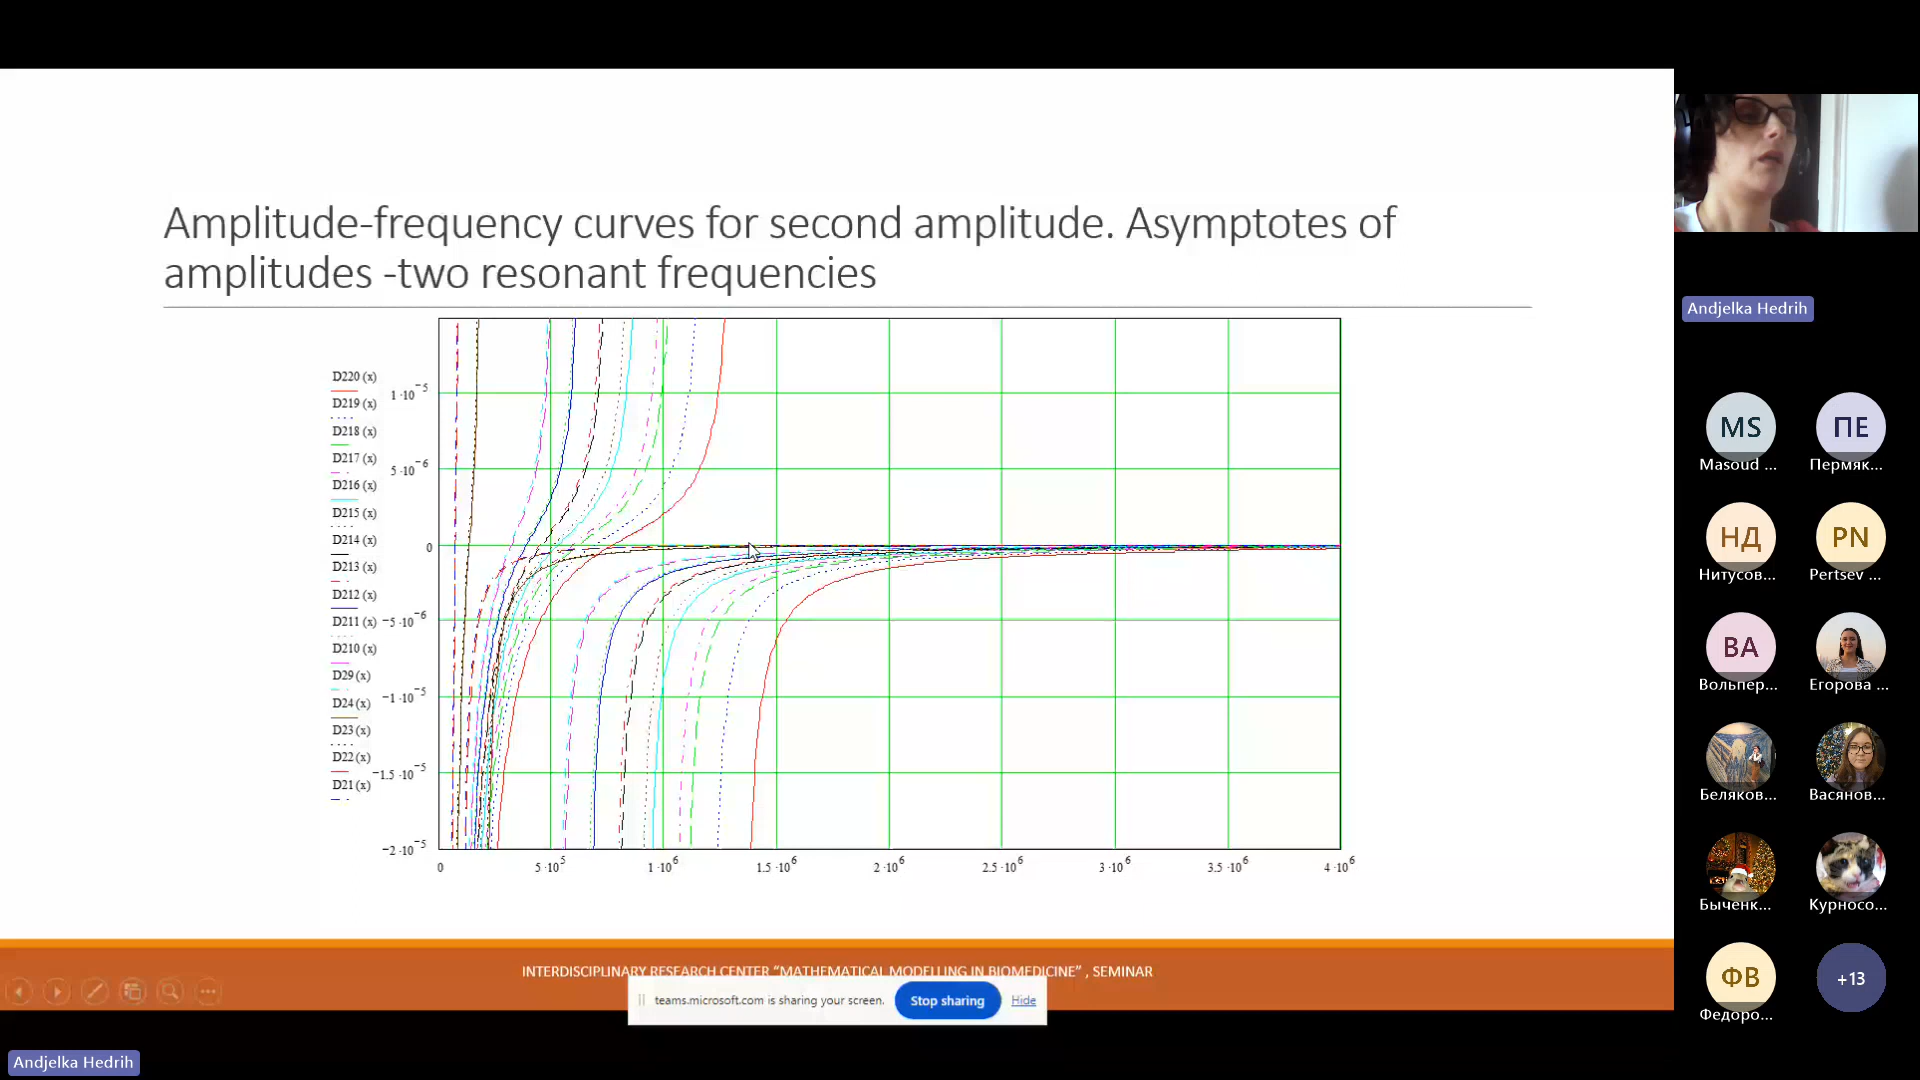 Amplitude-frequency curves for second amplitude. Asymptotes of
amplitudes -two resonant frequencies
D220 (x)
D219 (x)
D218 (x)
D217 (x)
D216 (x)
D215 (x)
D214 (x)
D213 (x)
D212 (x)
D211 (x)
D210 (x)
D29 (x)
D24 (x)
D23 (x)
D22 (x)
D21 (x)
1·10⁻⁵
5·10⁻⁶
0
−5·10⁻⁶
−1·10⁻⁵
−1.5·10⁻⁵
−2·10⁻⁵
0 5·10⁵ 1·10⁶ 1.5·10⁶ 2·10⁶ 2.5·10⁶ 3·10⁶ 3.5·10⁶ 4·10⁶
INTERDISCIPLINARY RESEARCH CENTER “MATHEMATICAL MODELLING IN BIOMEDICINE” , SEMINAR
teams.microsoft.com is sharing your screen. Stop sharing Hide
Andjelka Hedrih
Andjelka Hedrih
MS ПЕ
Masoud ... Пермяк...
НД PN
Нитусов... Pertsev ...
ВА
Вольпер... Егорова ...
Беляков... Васянов...
Быченк... Курносо...
ФВ +13
Федоро...